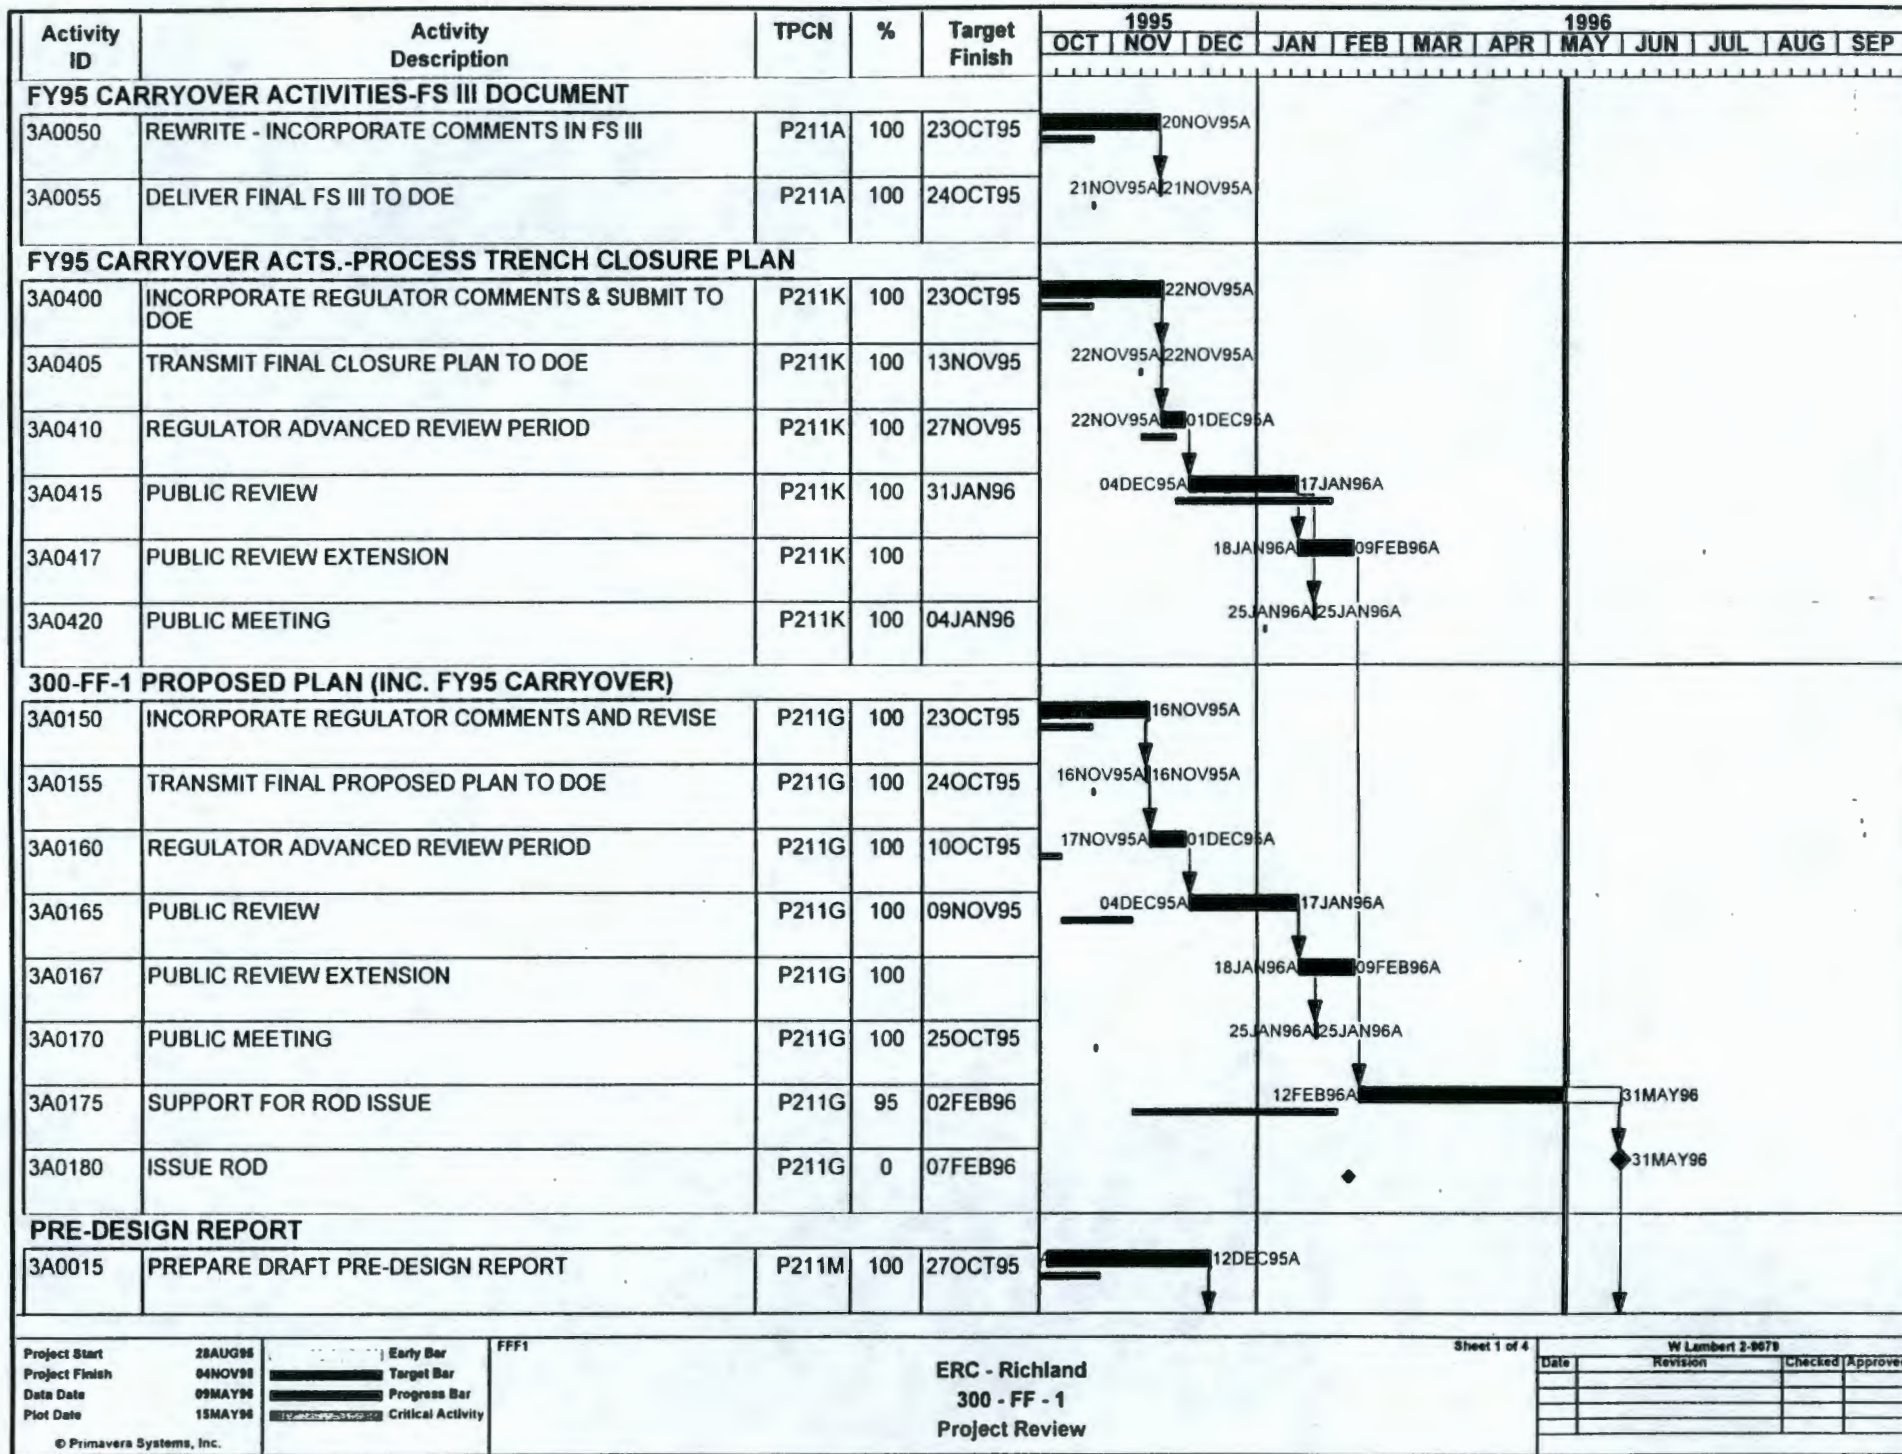 Activity ID Activity Description TPCN % Target Finish 1995 1996
OCT NOV DEC JAN FEB MAR APR MAY JUN JUL AUG SEP
FY95 CARRYOVER ACTIVITIES-FS III DOCUMENT
3A0050 REWRITE - INCORPORATE COMMENTS IN FS III P211A 100 23OCT95 20NOV95A
3A0055 DELIVER FINAL FS III TO DOE P211A 100 24OCT95 21NOV95A 21NOV95A
FY95 CARRYOVER ACTS.-PROCESS TRENCH CLOSURE PLAN
3A0400 INCORPORATE REGULATOR COMMENTS & SUBMIT TO DOE P211K 100 23OCT95 22NOV95A
3A0405 TRANSMIT FINAL CLOSURE PLAN TO DOE P211K 100 13NOV95 22NOV95A 22NOV95A
3A0410 REGULATOR ADVANCED REVIEW PERIOD P211K 100 27NOV95 22NOV95A 01DEC95A
3A0415 PUBLIC REVIEW P211K 100 31JAN96 04DEC95A 17JAN96A
3A0417 PUBLIC REVIEW EXTENSION P211K 100 18JAN96A 09FEB96A
3A0420 PUBLIC MEETING P211K 100 04JAN96 25JAN96A 25JAN96A
300-FF-1 PROPOSED PLAN (INC. FY95 CARRYOVER)
3A0150 INCORPORATE REGULATOR COMMENTS AND REVISE P211G 100 23OCT95 16NOV95A
3A0155 TRANSMIT FINAL PROPOSED PLAN TO DOE P211G 100 24OCT95 16NOV95A 16NOV95A
3A0160 REGULATOR ADVANCED REVIEW PERIOD P211G 100 10OCT95 17NOV95A 01DEC95A
3A0165 PUBLIC REVIEW P211G 100 09NOV95 04DEC95A 17JAN96A
3A0167 PUBLIC REVIEW EXTENSION P211G 100 18JAN96A 09FEB96A
3A0170 PUBLIC MEETING P211G 100 25OCT95 25JAN96A 25JAN96A
3A0175 SUPPORT FOR ROD ISSUE P211G 95 02FEB96 12FEB96A 31MAY96
3A0180 ISSUE ROD P211G 0 07FEB96 31MAY96
PRE-DESIGN REPORT
3A0015 PREPARE DRAFT PRE-DESIGN REPORT P211M 100 27OCT95 12DEC95A
Project Start 28AUG95
Project Finish 04NOV98
Data Date 09MAY96
Plot Date 15MAY96
© Primavera Systems, Inc.
Early Bar
Target Bar
Progress Bar
Critical Activity
FFF1
ERC - Richland
300 - FF - 1
Project Review
Sheet 1 of 4
W Lambert 2-9679
Date Revision Checked Approved